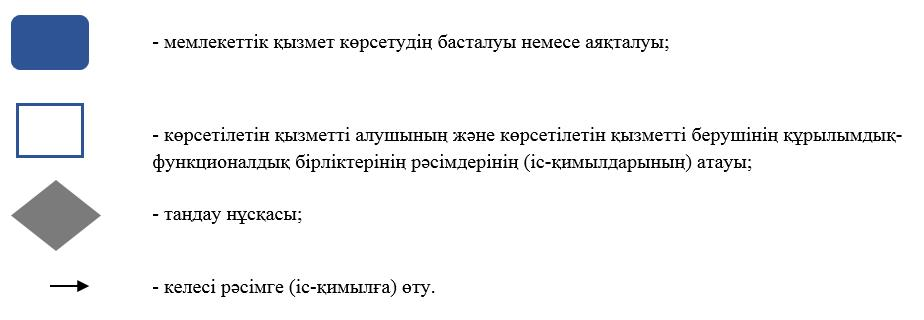 - мемлекеттік қызмет көрсетудің басталуы немесе аяқталуы;
- көрсетілетін қызметті алушының және көрсетілетін қызметті берушінің құрылымдық-
функционалдық бірліктерінің рәсімдерінің (іс-қимылдарының) атауы;
- таңдау нұсқасы;
- келесі рәсімге (іс-қимылға) өту.